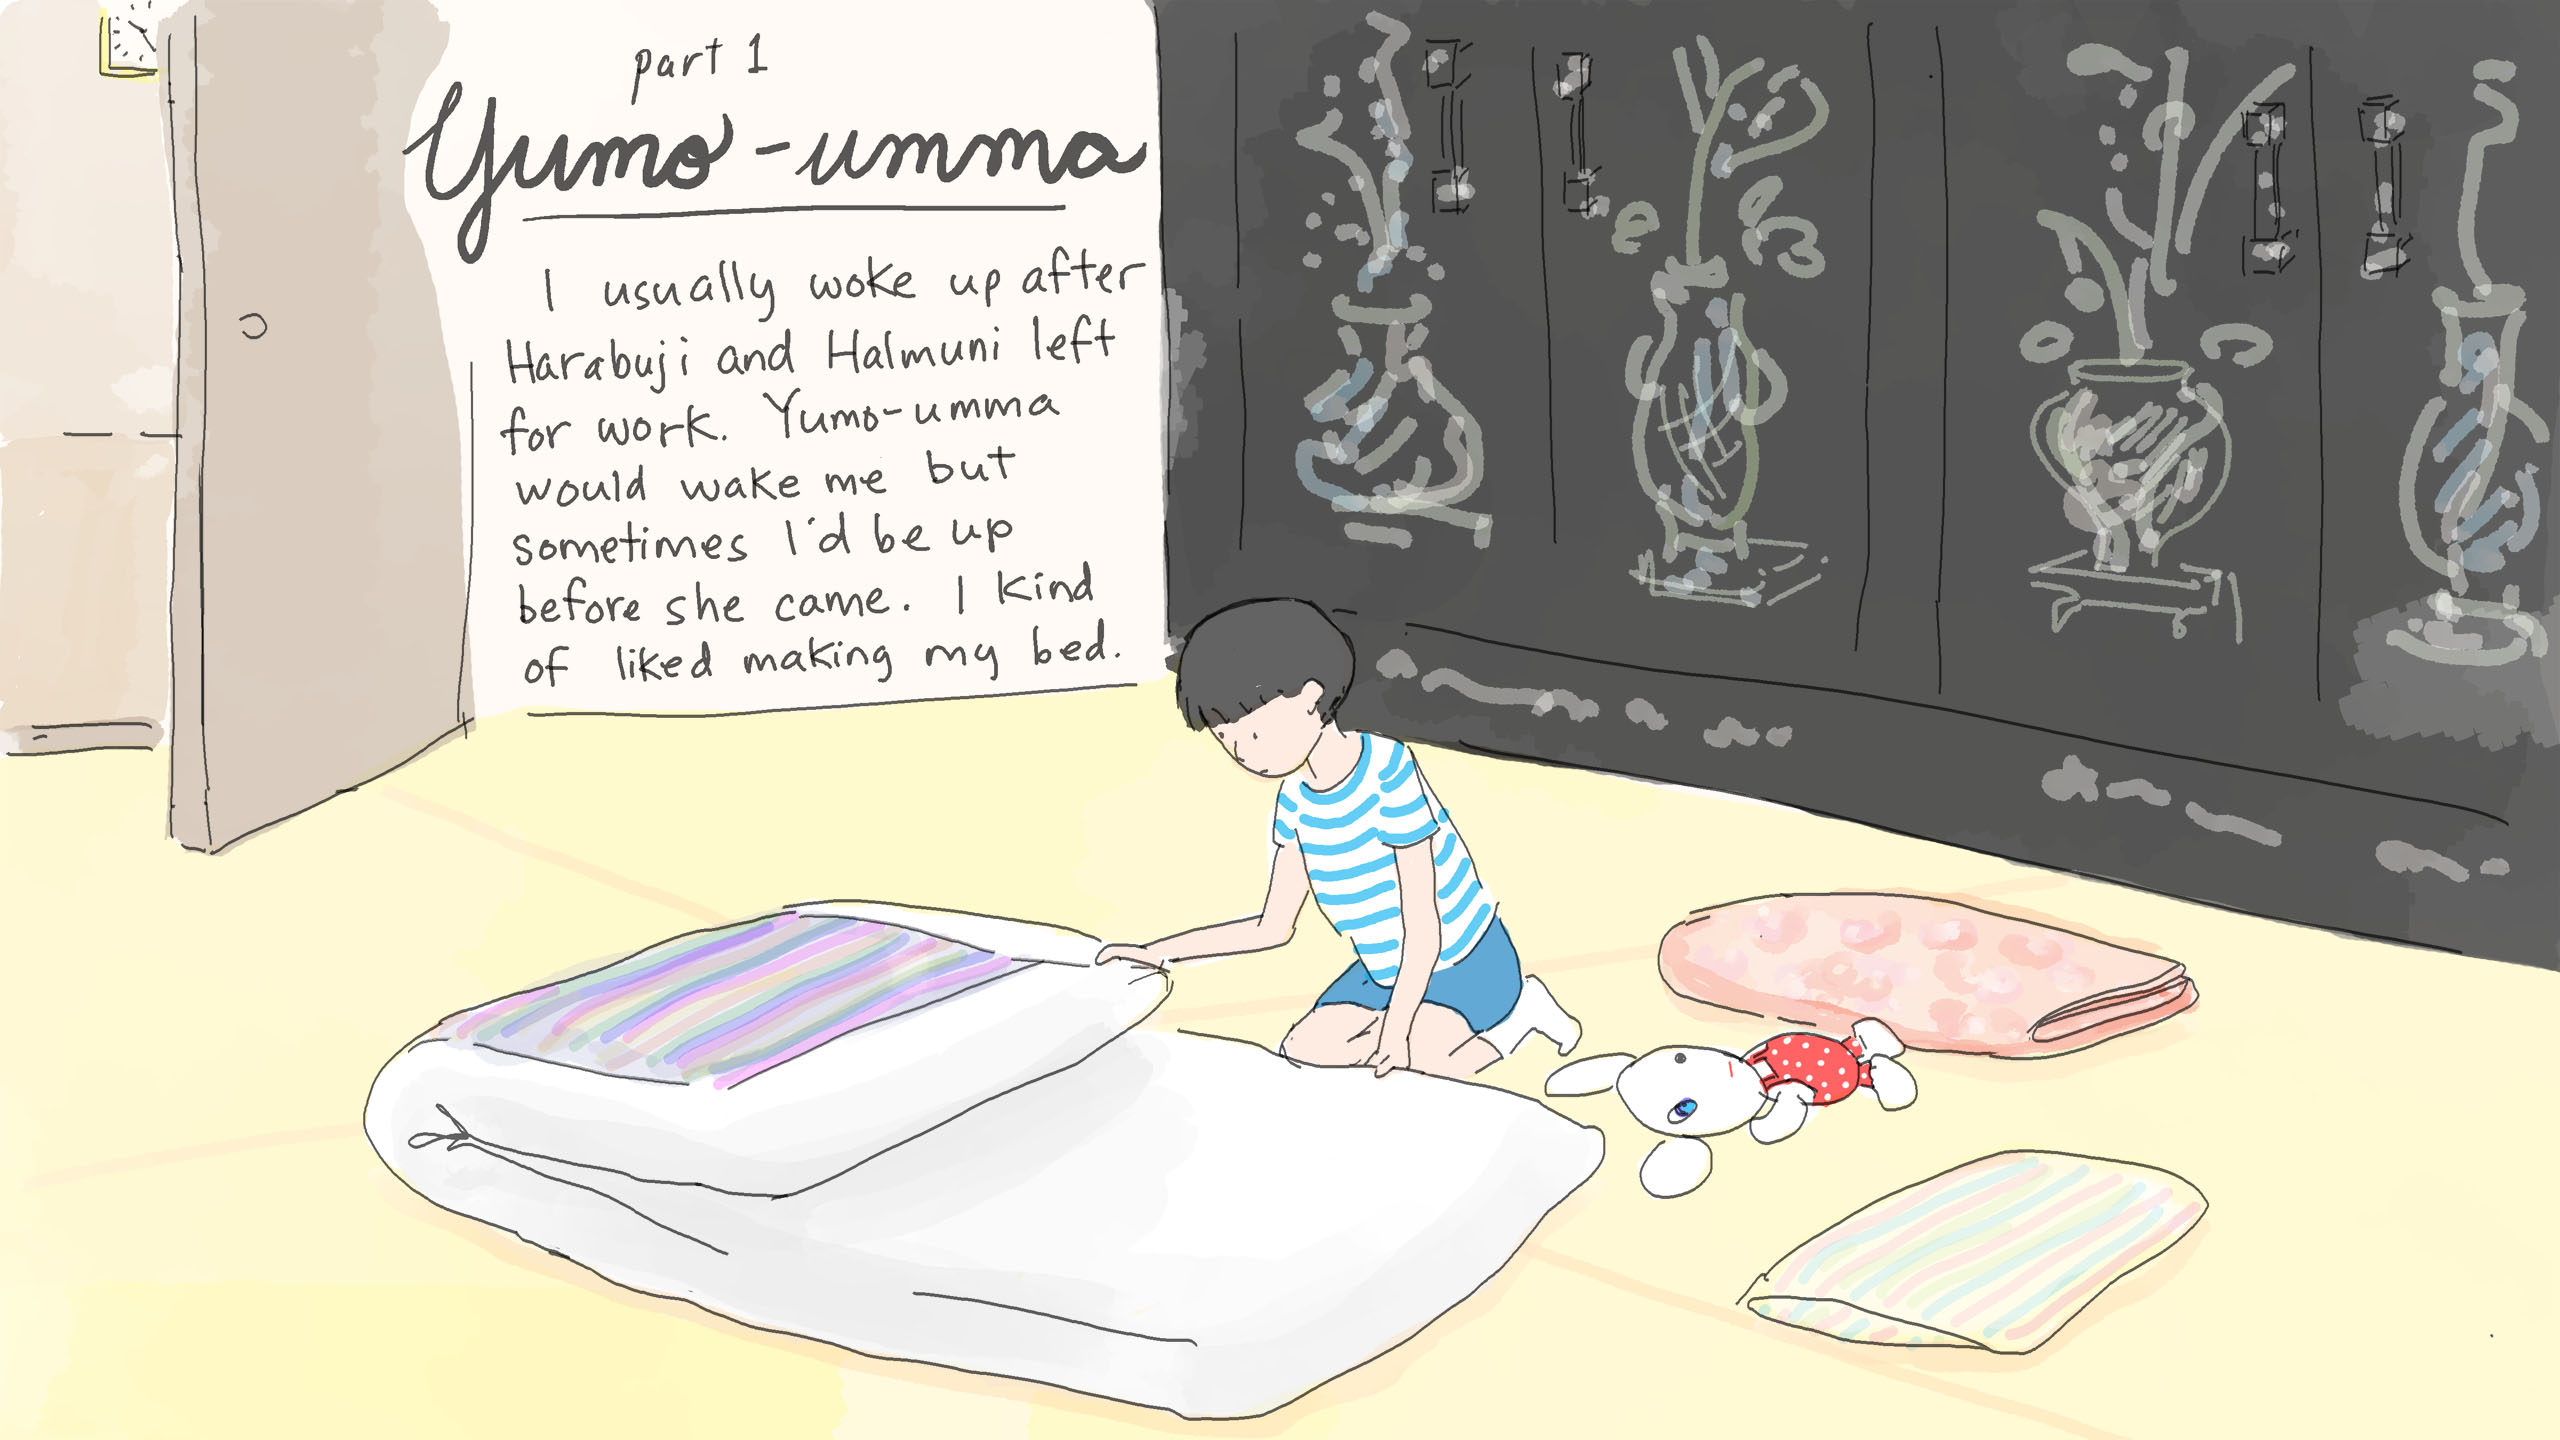 part 1
Yumo-umma
I usually woke up after
Harabuji and Halmuni left
for work. Yumo-umma
would wake me but
sometimes I'd be up
before she came. I kind
of liked making my bed.